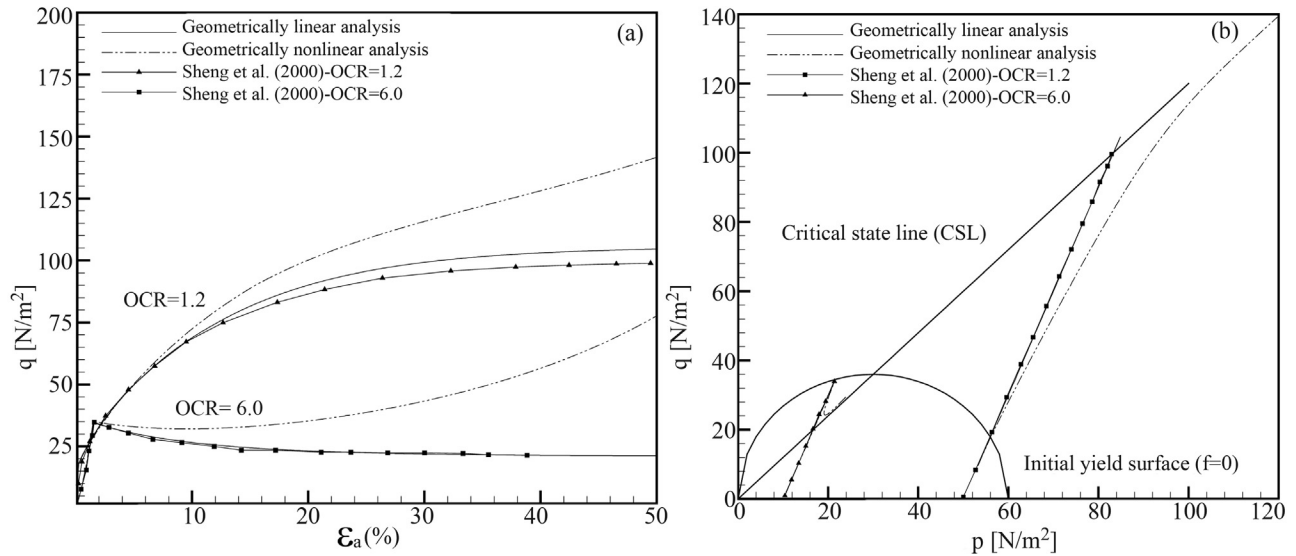 (a)
Geometrically linear analysis
Geometrically nonlinear analysis
Sheng et al. (2000)-OCR=1.2
Sheng et al. (2000)-OCR=6.0
200
175
150
125
100
75
50
25
q [N/m²]
OCR=1.2
OCR= 6.0
10
20
30
40
50
εa(%)
(b)
Geometrically linear analysis
Geometrically nonlinear analysis
Sheng et al. (2000)-OCR=1.2
Sheng et al. (2000)-OCR=6.0
140
120
100
80
60
40
20
0
q [N/m²]
Critical state line (CSL)
Initial yield surface (f=0)
0
20
40
60
80
100
120
p [N/m²]